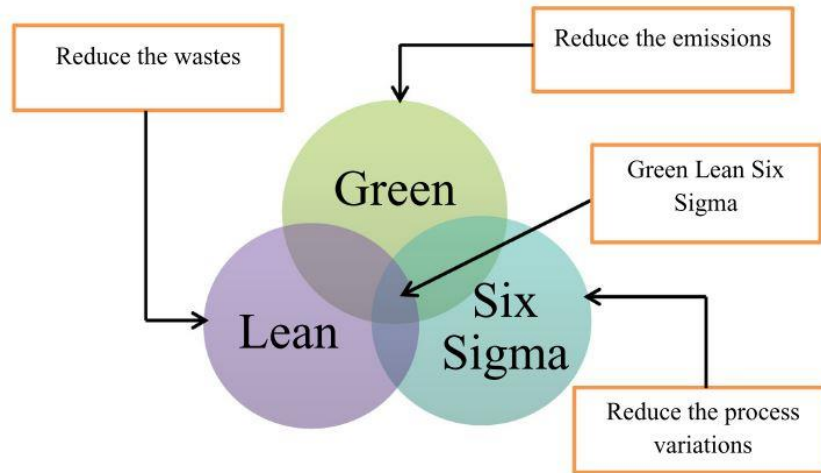 Reduce the emissions
Reduce the wastes
Green
Green Lean Six
Sigma
Lean
Six
Sigma
Reduce the process
variations